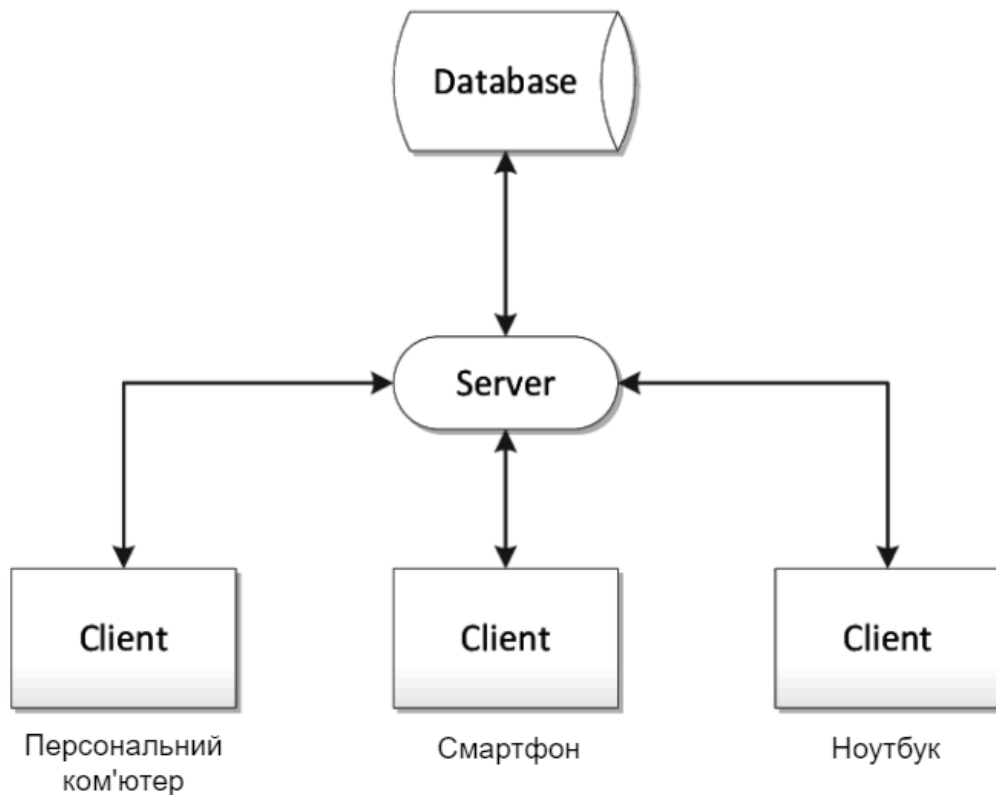 Database
Server
Client
Client
Client
Персональний
ком'ютер
Смартфон
Ноутбук